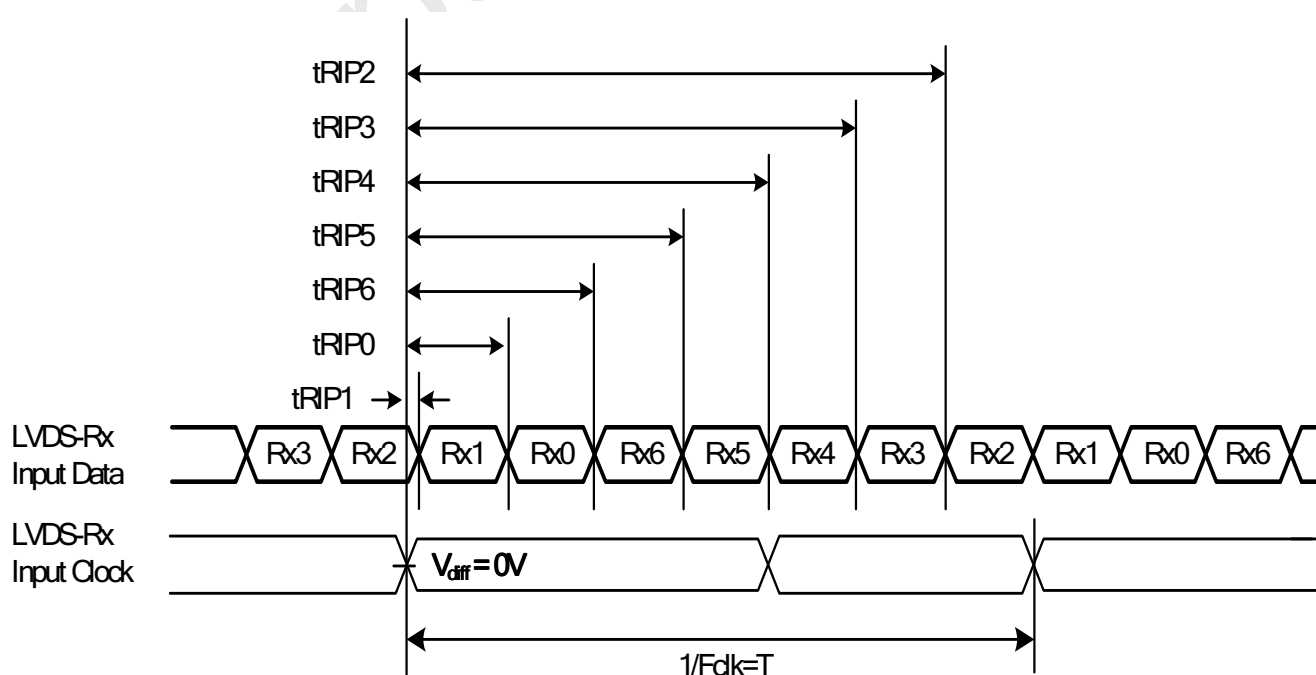 tRIP2
tRIP3
tRIP4
tRIP5
tRIP6
tRIP0
tRIP1
LVDS-Rx
Input Data
Rx3 Rx2 Rx1 Rx0 Rx6 Rx5 Rx4 Rx3 Rx2 Rx1 Rx0 Rx6
LVDS-Rx
Input Clock
Vdiff = 0V
1/Fclk=T